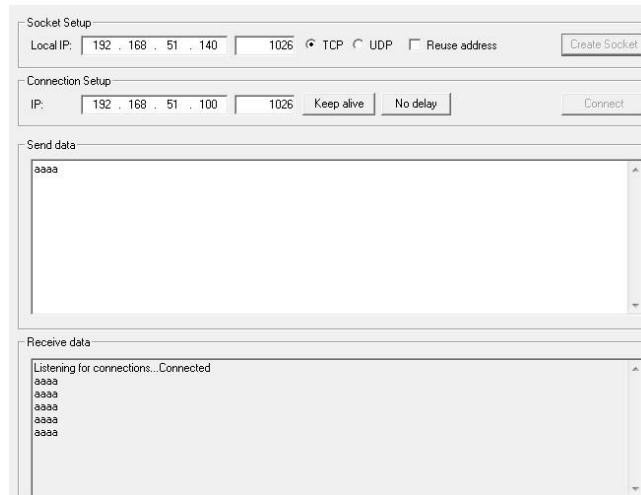 Socket Setup
Local IP: 192 . 168 . 51 . 140 1026 TCP UDP Reuse address Create Socket
Connection Setup
IP: 192 . 168 . 51 . 100 1026 Keep alive No delay Connect
Send data
aaaa
Receive data
Listening for connections...Connected
aaaa
aaaa
aaaa
aaaa
aaaa